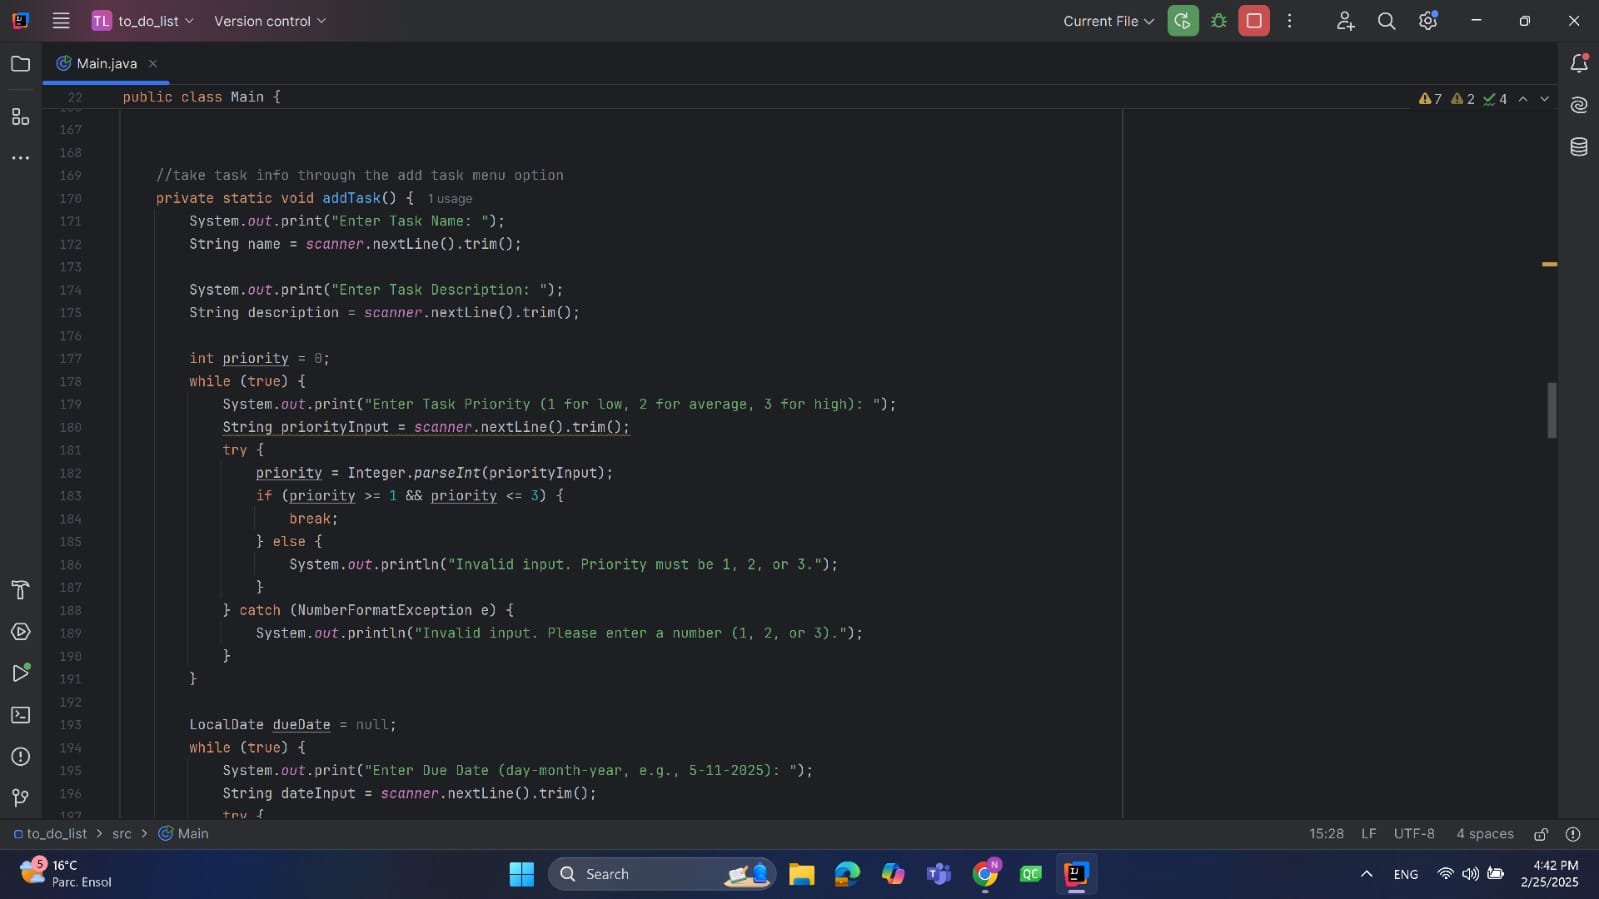 TL to_do_list Version control Current File
Main.java
22 public class Main { 7 2 4
167
168
169 //take task info through the add task menu option
170 private static void addTask() { 1 usage
171 System.out.print("Enter Task Name: ");
172 String name = scanner.nextLine().trim();
173
174 System.out.print("Enter Task Description: ");
175 String description = scanner.nextLine().trim();
176
177 int priority = 0;
178 while (true) {
179 System.out.print("Enter Task Priority (1 for low, 2 for average, 3 for high): ");
180 String priorityInput = scanner.nextLine().trim();
181 try {
182 priority = Integer.parseInt(priorityInput);
183 if (priority >= 1 && priority <= 3) {
184 break;
185 } else {
186 System.out.println("Invalid input. Priority must be 1, 2, or 3.");
187 }
188 } catch (NumberFormatException e) {
189 System.out.println("Invalid input. Please enter a number (1, 2, or 3).");
190 }
191 }
192
193 LocalDate dueDate = null;
194 while (true) {
195 System.out.print("Enter Due Date (day-month-year, e.g., 5-11-2025): ");
196 String dateInput = scanner.nextLine().trim();
197 try {
to_do_list > src > Main 15:28 LF UTF-8 4 spaces
5 16°C
Parc. Ensol
Search
N
QC
IJ
ENG
4:42 PM
2/25/2025